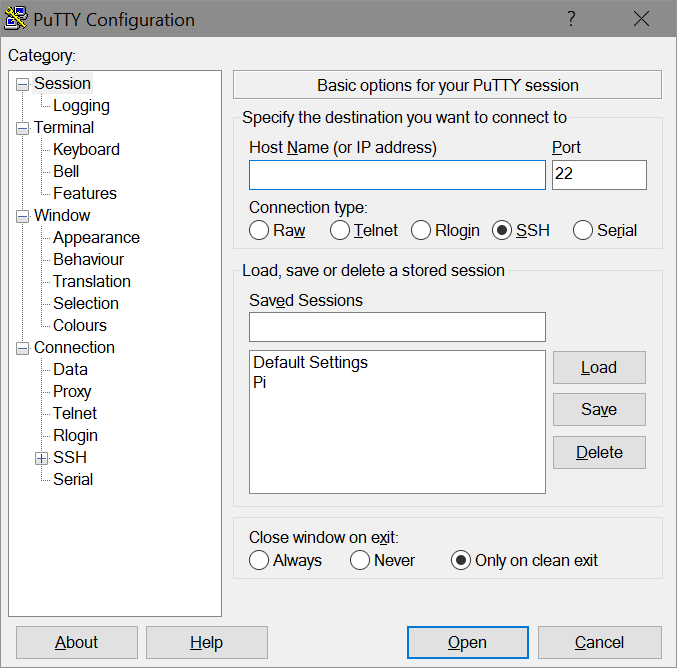 PuTTY Configuration
?
Category:
Session
Logging
Terminal
Keyboard
Bell
Features
Window
Appearance
Behaviour
Translation
Selection
Colours
Connection
Data
Proxy
Telnet
Rlogin
SSH
Serial
Basic options for your PuTTY session
Specify the destination you want to connect to
Host Name (or IP address) Port
22
Connection type:
Raw Telnet Rlogin SSH Serial
Load, save or delete a stored session
Saved Sessions
Default Settings
Pi
Load
Save
Delete
Close window on exit:
Always Never Only on clean exit
About Help Open Cancel